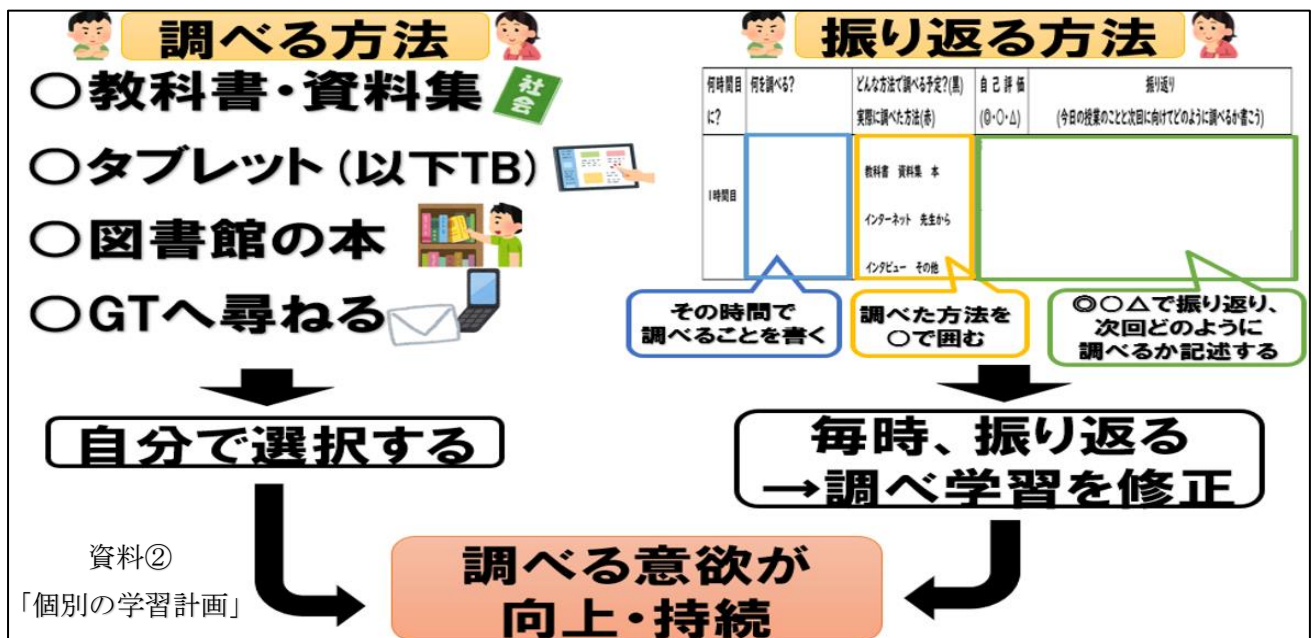 調べる方法
○教科書・資料集
社会
○タブレット(以下TB)
○図書館の本
○GTへ尋ねる
自分で選択する
振り返る方法
何時間目
に?
何を調べる?
どんな方法で調べる予定?(黒)
実際に調べた方法(赤)
自己評価
(◎・○・△)
振り返り
(今日の授業のことと次回に向けてどのように調べるか書こう)
1時間目
教科書 資料集 本
インターネット 先生から
インタビュー その他
その時間で
調べることを書く
調べた方法を
○で囲む
◎○△で振り返り、
次回どのように
調べるか記述する
毎時、振り返る
→調べ学習を修正
資料②
「個別の学習計画」
調べる意欲が
向上・持続